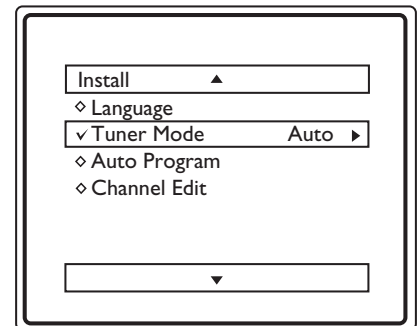 Install ▲
◇ Language
✓ Tuner Mode Auto ▶
◇ Auto Program
◇ Channel Edit
▼